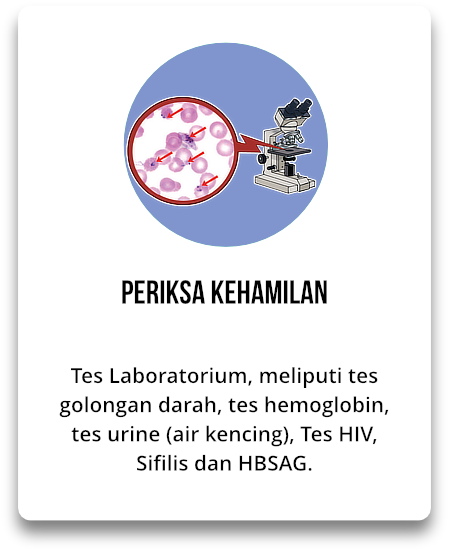 PERIKSA KEHAMILAN
Tes Laboratorium, meliputi tes
golongan darah, tes hemoglobin,
tes urine (air kencing), Tes HIV,
Sifilis dan HBSAG.